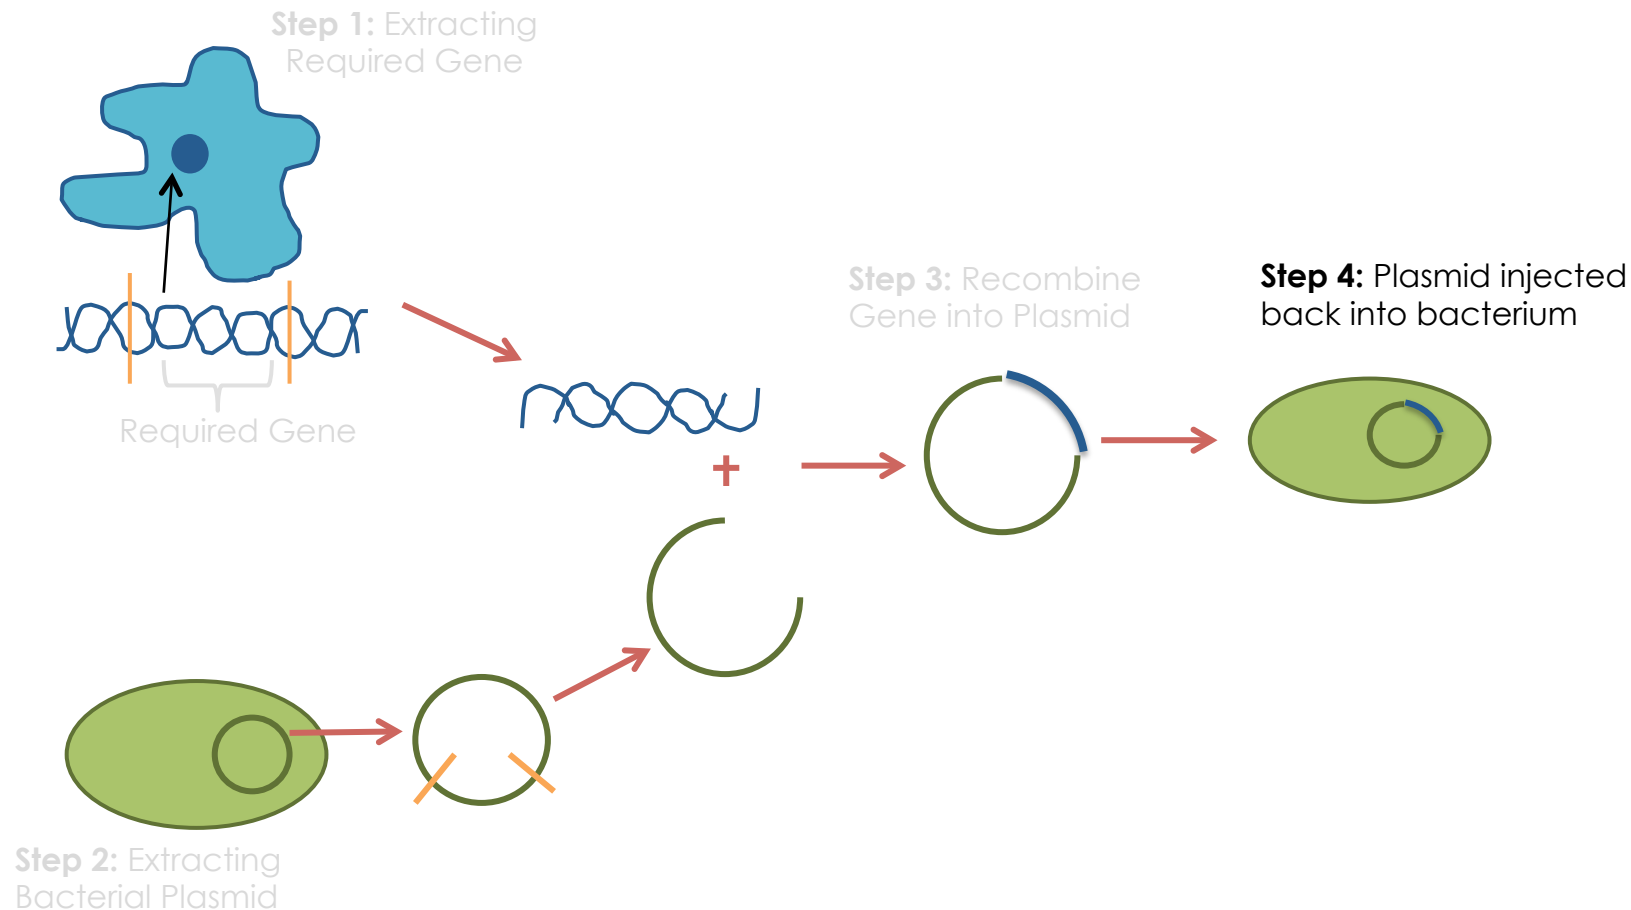 Step 1: Extracting
Required Gene
Required Gene
Step 2: Extracting
Bacterial Plasmid
Step 3: Recombine
Gene into Plasmid
Step 4: Plasmid injected
back into bacterium